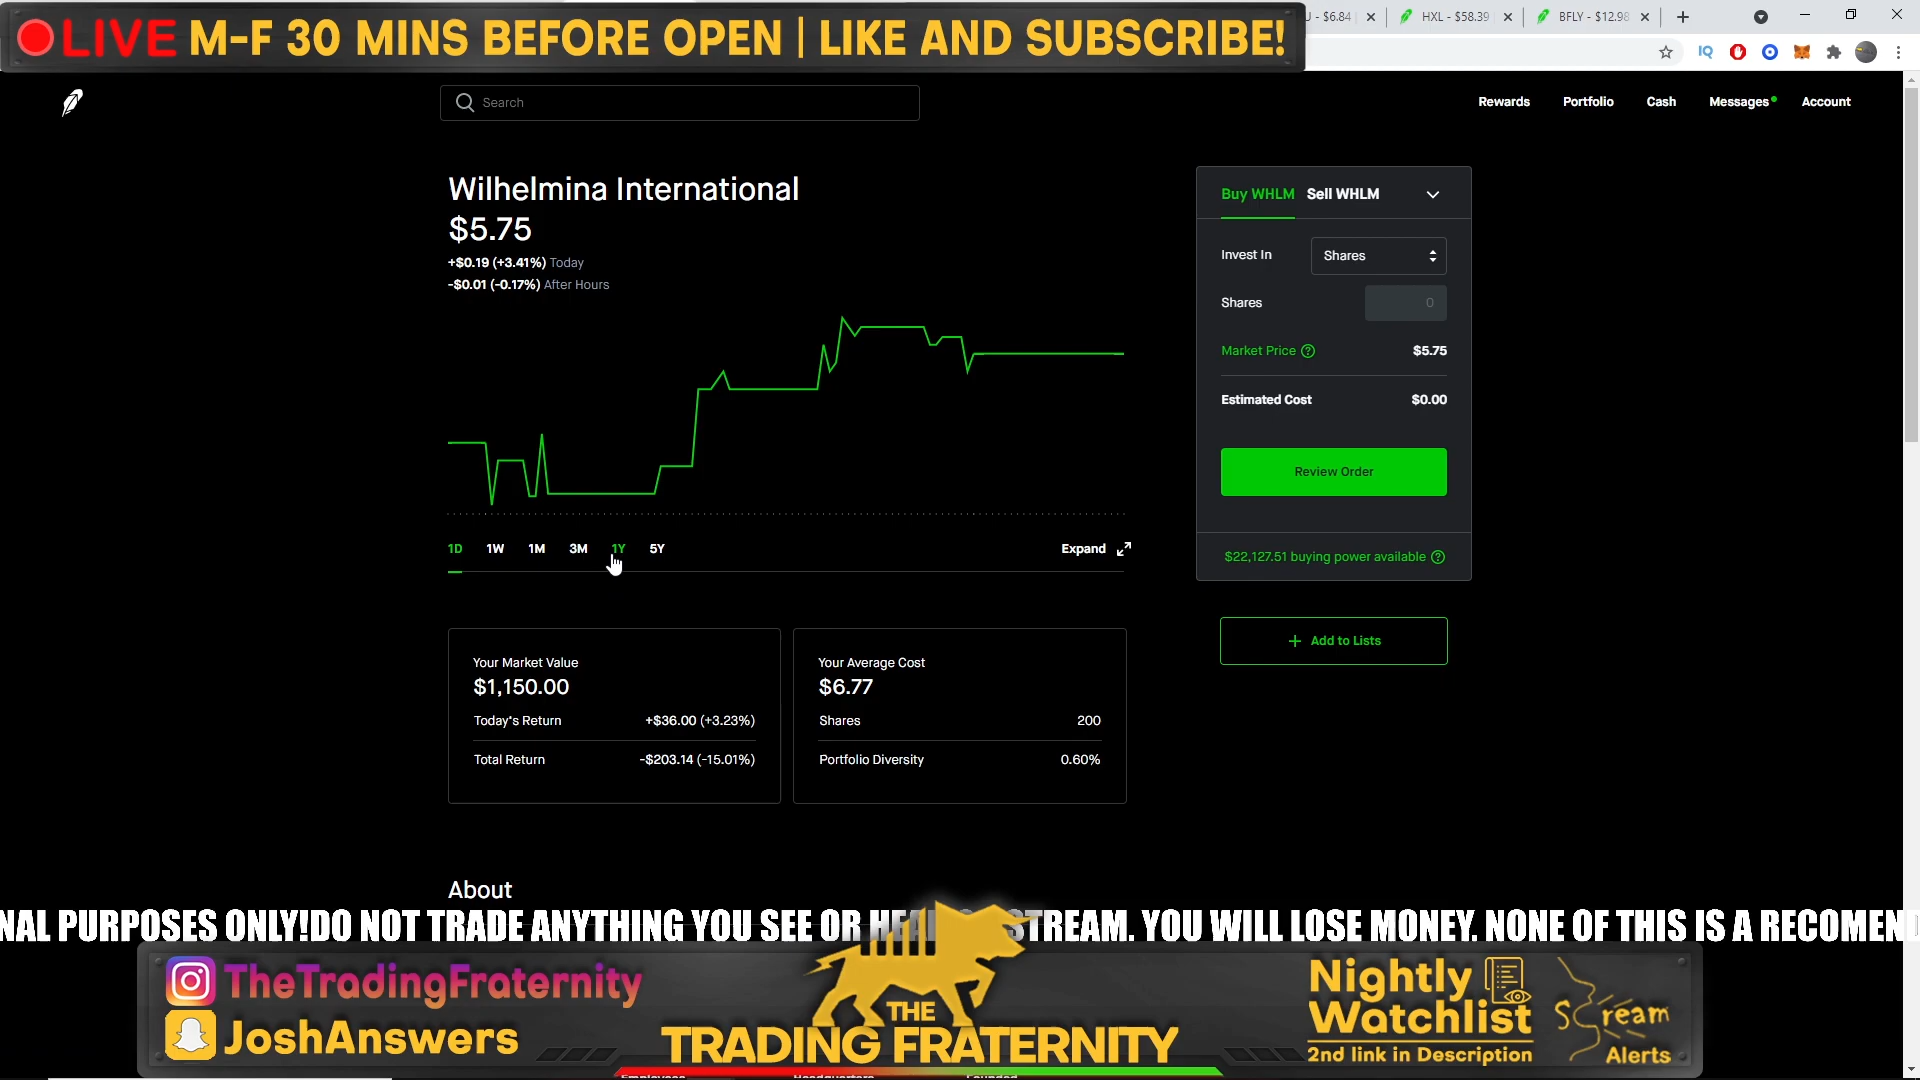 LIVE M-F 30 MINS BEFORE OPEN | LIKE AND SUBSCRIBE!
- $6.84
HXL - $58.39
BFLY - $12.98
Search
Rewards
Portfolio
Cash
Messages
Account
Wilhelmina International
$5.75
+$0.19 (+3.41%) Today
-$0.01 (-0.17%) After Hours
1D 1W 1M 3M 1Y 5Y
Expand
Buy WHLM Sell WHLM
Invest In Shares
Shares 0
Market Price $5.75
Estimated Cost $0.00
Review Order
$22,127.51 buying power available
+ Add to Lists
Your Market Value
$1,150.00
Today's Return +$36.00 (+3.23%)
Total Return -$203.14 (-15.01%)
Your Average Cost
$6.77
Shares 200
Portfolio Diversity 0.60%
About
NAL PURPOSES ONLY!DO NOT TRADE ANYTHING YOU SEE OR STREAM. YOU WILL LOSE MONEY. NONE OF THIS IS A RECOMEN
TheTradingFraternity
JoshAnswers
THE
TRADING FRATERNITY
Nightly
Watchlist
2nd link in Description
Scream
Alerts